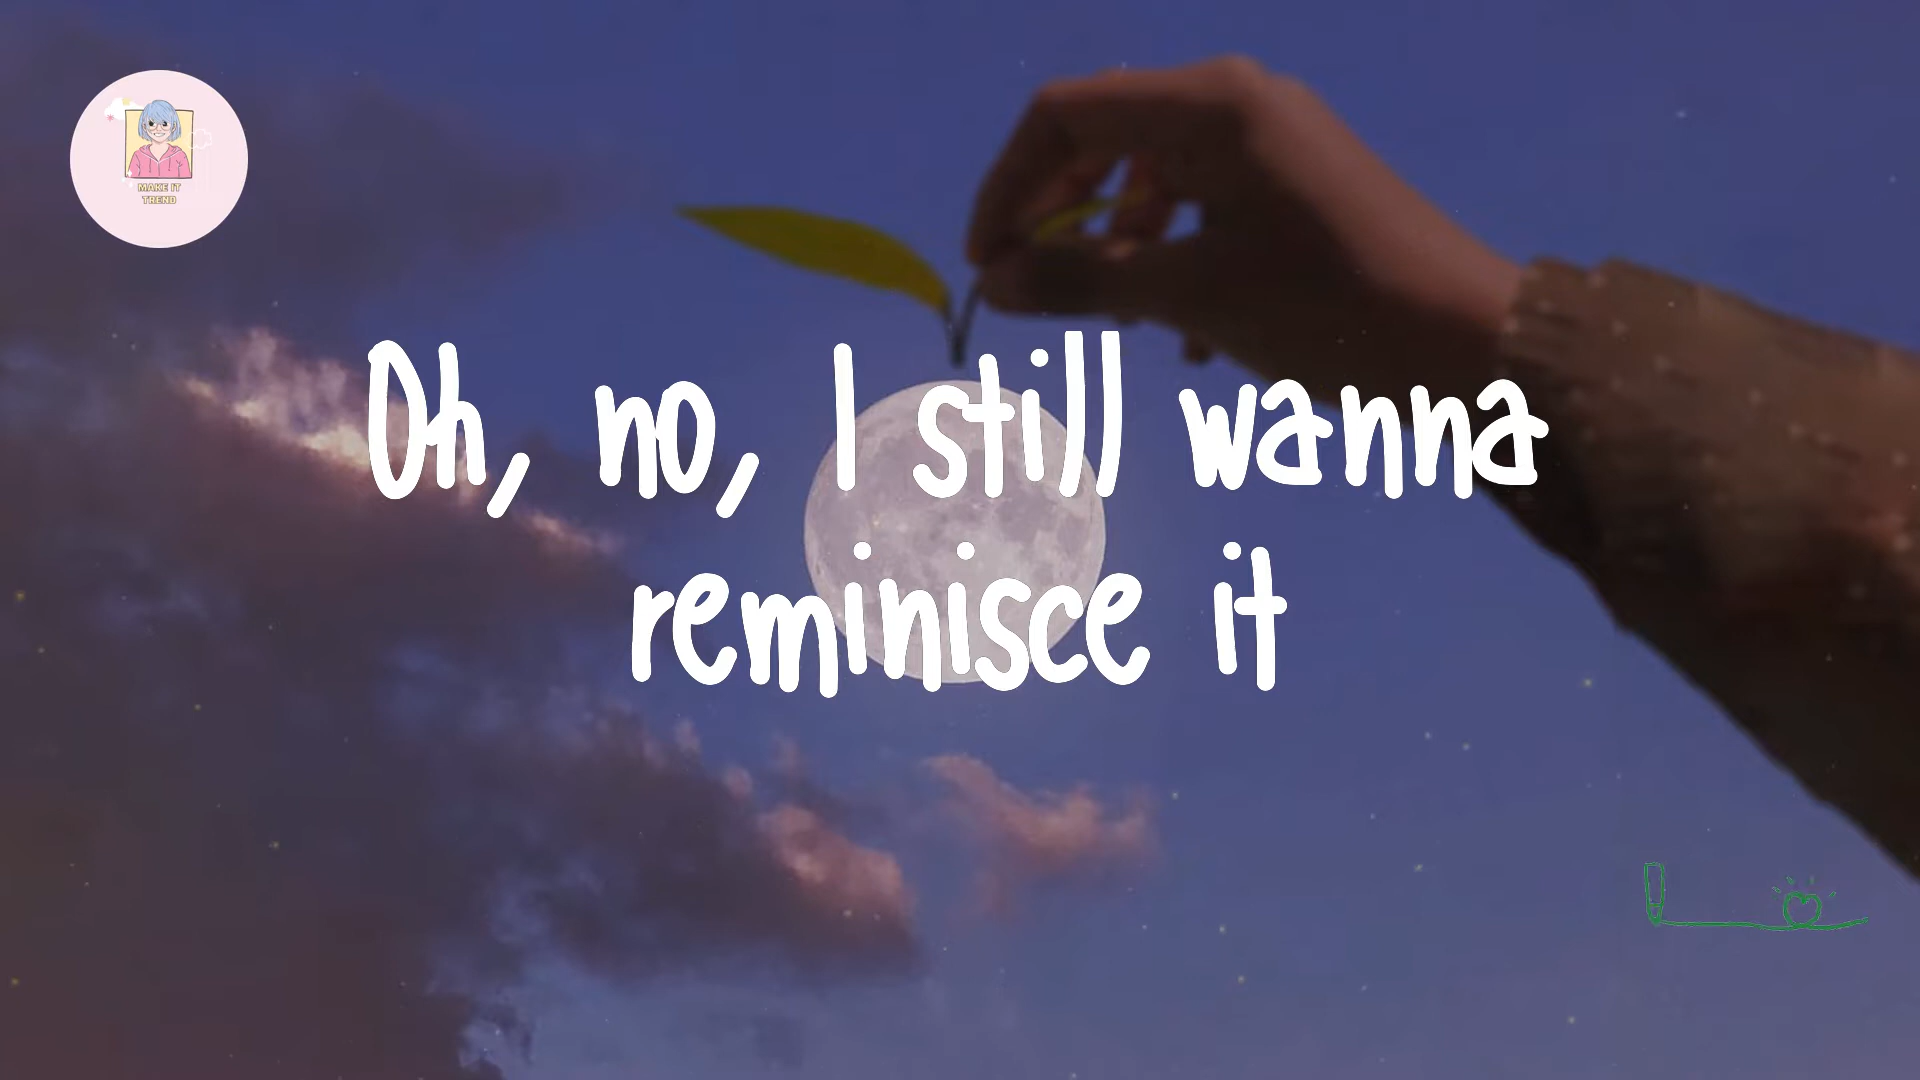 MAKE IT
TREND
Oh, no, I still wanna
reminisce it